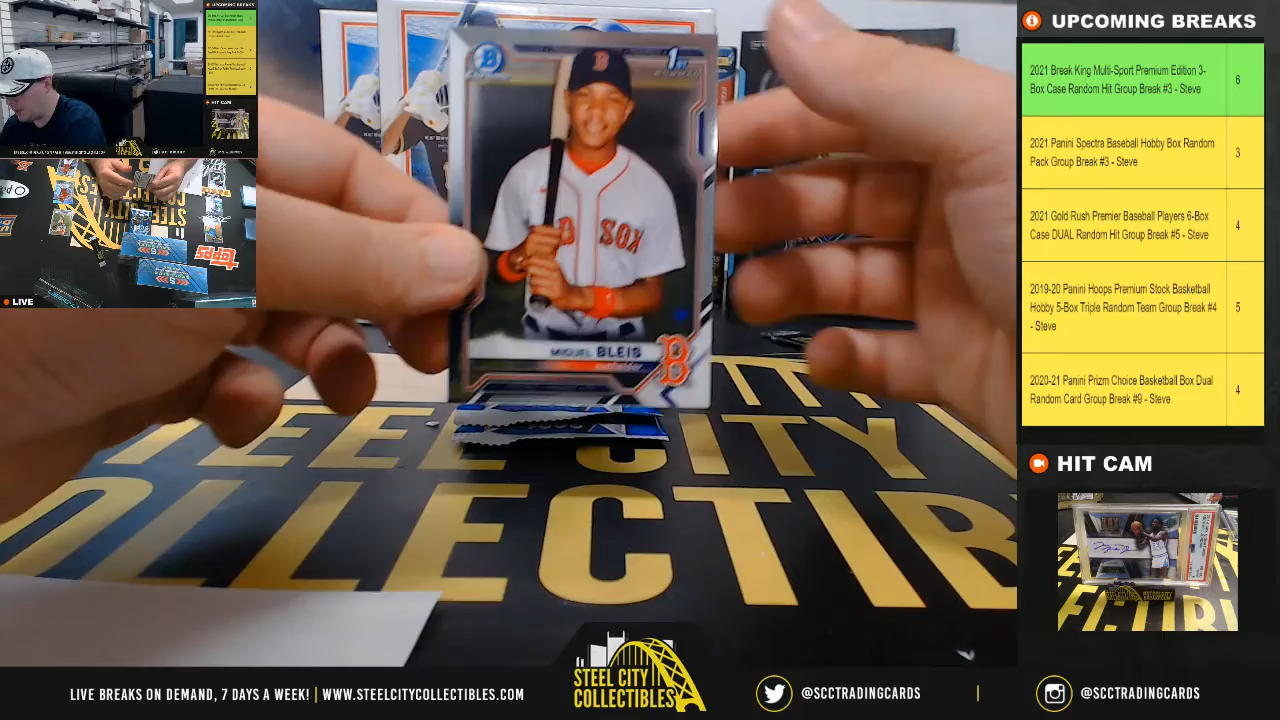 UPCOMING BREAKS
2021 Break King Multi-Sport Premium Edition 3-
Box Case Random Hit Group Break #3 - Steve
6
2021 Panini Spectra Baseball Hobby Box Random
Pack Group Break #3 - Steve
3
2021 Gold Rush Premier Baseball Players 6-Box
Case DUAL Random Hit Group Break #5 - Steve
4
2019-20 Panini Hoops Premium Stock Basketball
Hobby 5-Box Triple Random Team Group Break #4
- Steve
5
2020-21 Panini Prizm Choice Basketball Box Dual
Random Card Group Break #9 - Steve
4
HIT CAM
LIVE
B
1ST
B
B SOX
MIGUEL BLEIS
B
STEEL CITY
COLLECTIB
STEEL CITY
COLLECTIBLES
LIVE BREAKS ON DEMAND, 7 DAYS A WEEK! | WWW.STEELCITYCOLLECTIBLES.COM
@SCCTRADINGCARDS | @SCCTRADINGCARDS